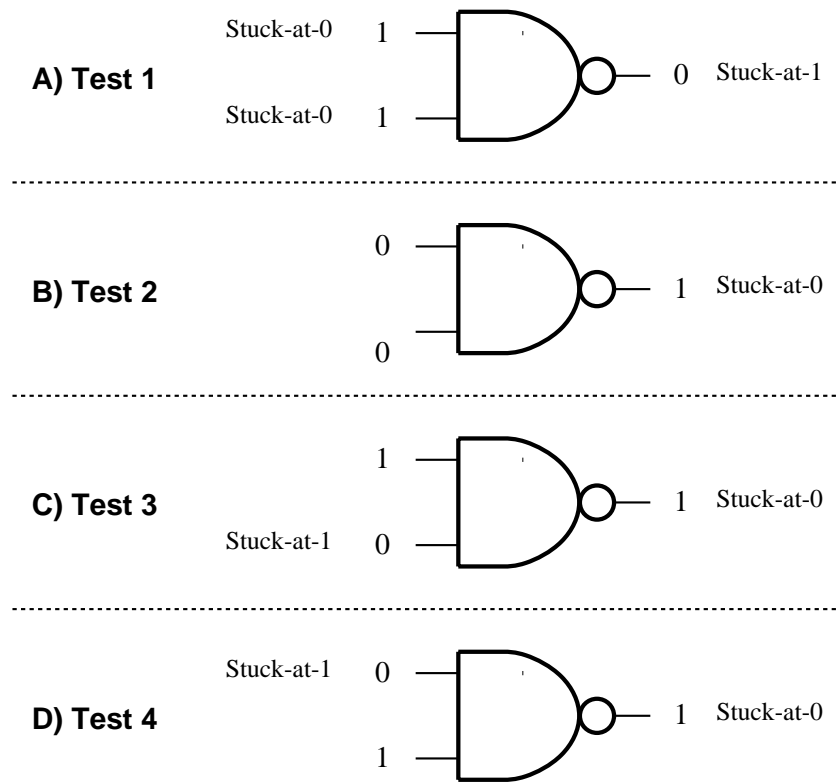 Stuck-at-0 1
A) Test 1 0 Stuck-at-1
Stuck-at-0 1
0
B) Test 2 1 Stuck-at-0
0
1
C) Test 3 1 Stuck-at-0
Stuck-at-1 0
Stuck-at-1 0
D) Test 4 1 Stuck-at-0
1